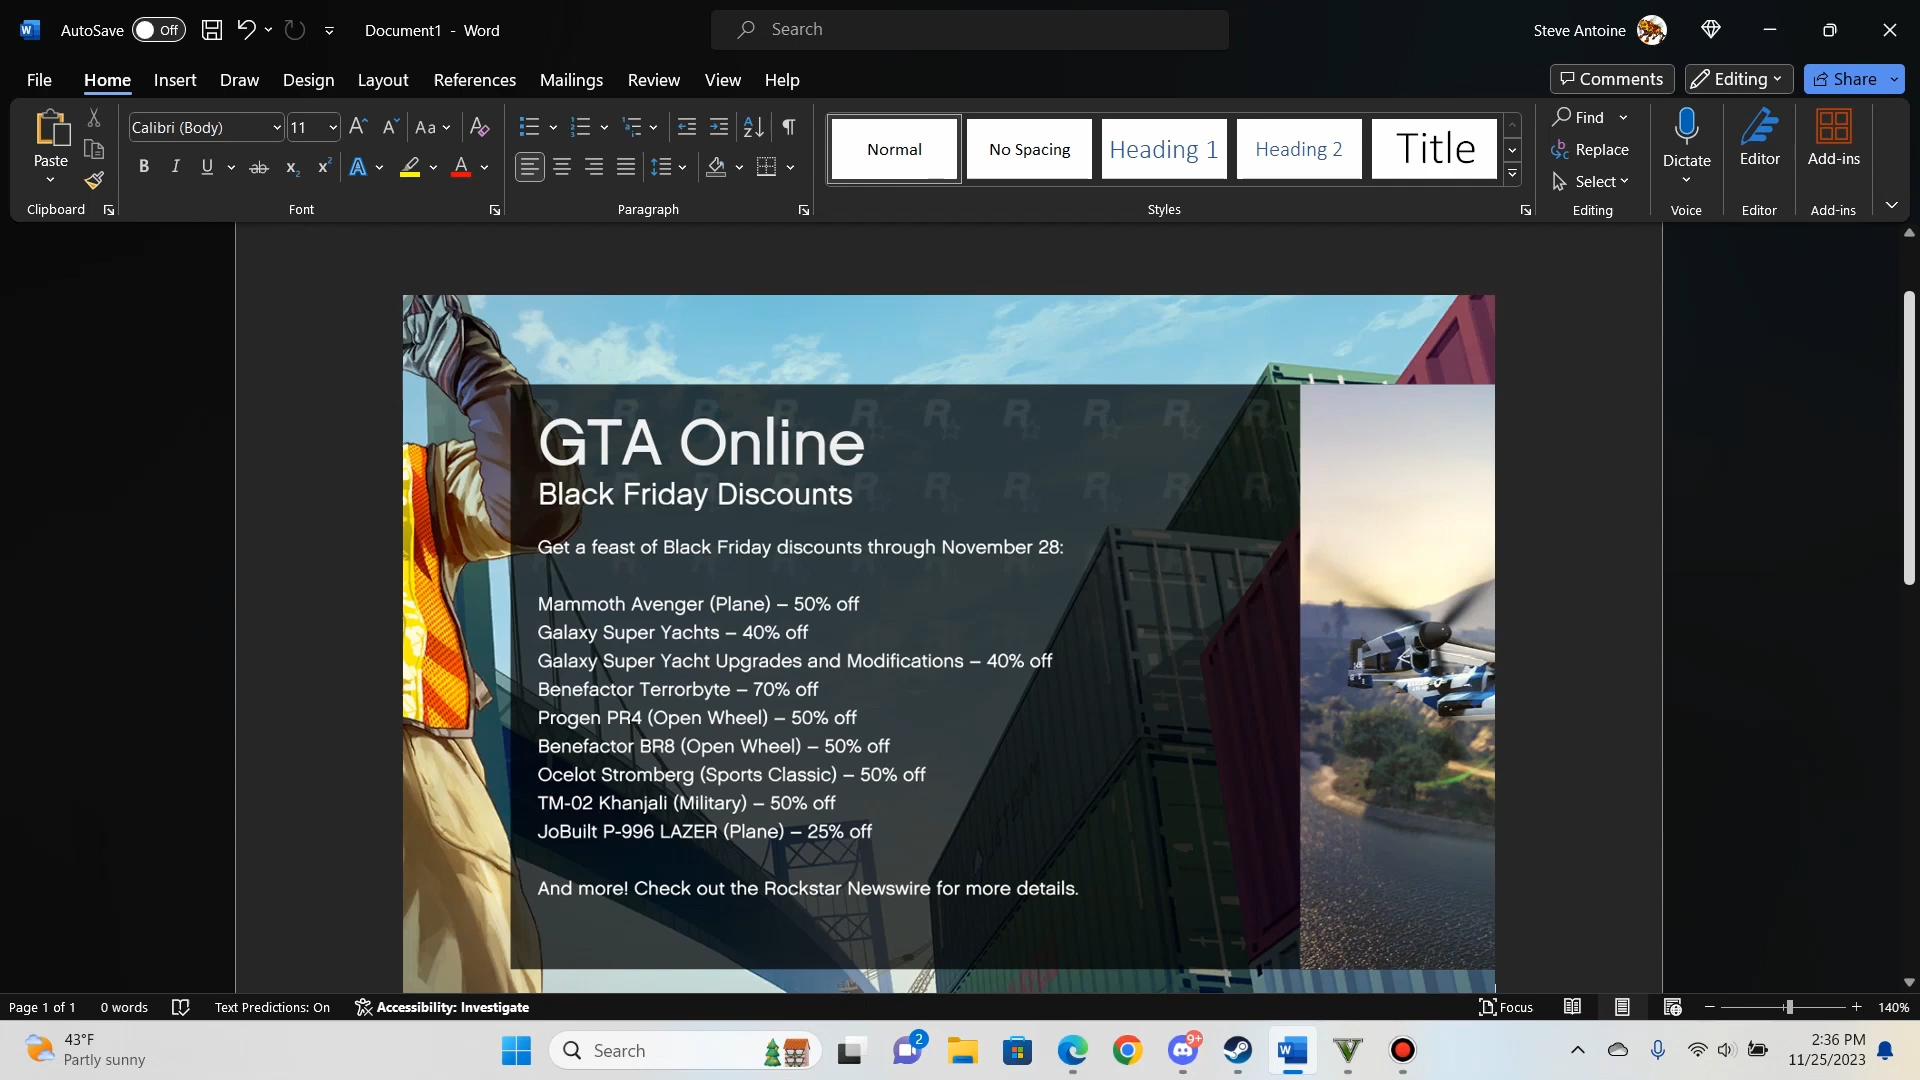 AutoSave Off Document1 - Word Search Steve Antoine
File Home Insert Draw Design Layout References Mailings Review View Help Comments Editing Share
Paste Calibri (Body) 11 Aa Normal No Spacing Heading 1 Heading 2 Title Find Replace Select Dictate Editor Add-ins
Clipboard Font Paragraph Styles Editing Voice Editor Add-ins
GTA Online
Black Friday Discounts
Get a feast of Black Friday discounts through November 28:
Mammoth Avenger (Plane) – 50% off
Galaxy Super Yachts – 40% off
Galaxy Super Yacht Upgrades and Modifications – 40% off
Benefactor Terrorbyte – 70% off
Progen PR4 (Open Wheel) – 50% off
Benefactor BR8 (Open Wheel) – 50% off
Ocelot Stromberg (Sports Classic) – 50% off
TM-02 Khanjali (Military) – 50% off
JoBuilt P-996 LAZER (Plane) – 25% off
And more! Check out the Rockstar Newswire for more details.
Page 1 of 1 0 words Text Predictions: On Accessibility: Investigate Focus 140%
43°F
Partly sunny
Search
2
9+
2:36 PM
11/25/2023